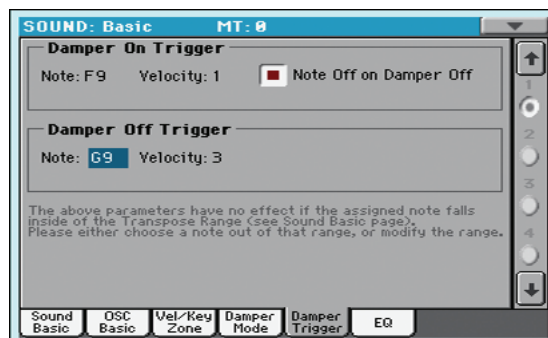 SOUND: Basic MT: 0
Damper On Trigger
Note: F9 Velocity: 1 Note Off on Damper Off
Damper Off Trigger
Note: G9 Velocity: 3
The above parameters have no effect if the assigned note falls
inside of the Transpose Range (see Sound Basic page).
Please either choose a note out of that range, or modify the range.
1
2
3
4
Sound Basic OSC Basic Vel/Key Zone Damper Mode Damper Trigger EQ